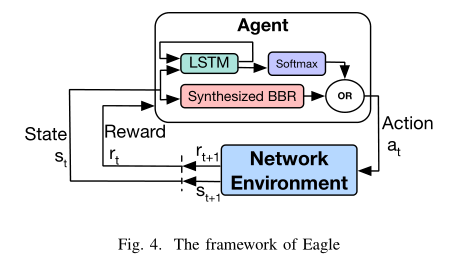 Agent
LSTM
Softmax
Synthesized BBR
OR
State
s_t
Reward
r_t
r_{t+1}
s_{t+1}
Network
Environment
Action
a_t
Fig. 4. The framework of Eagle